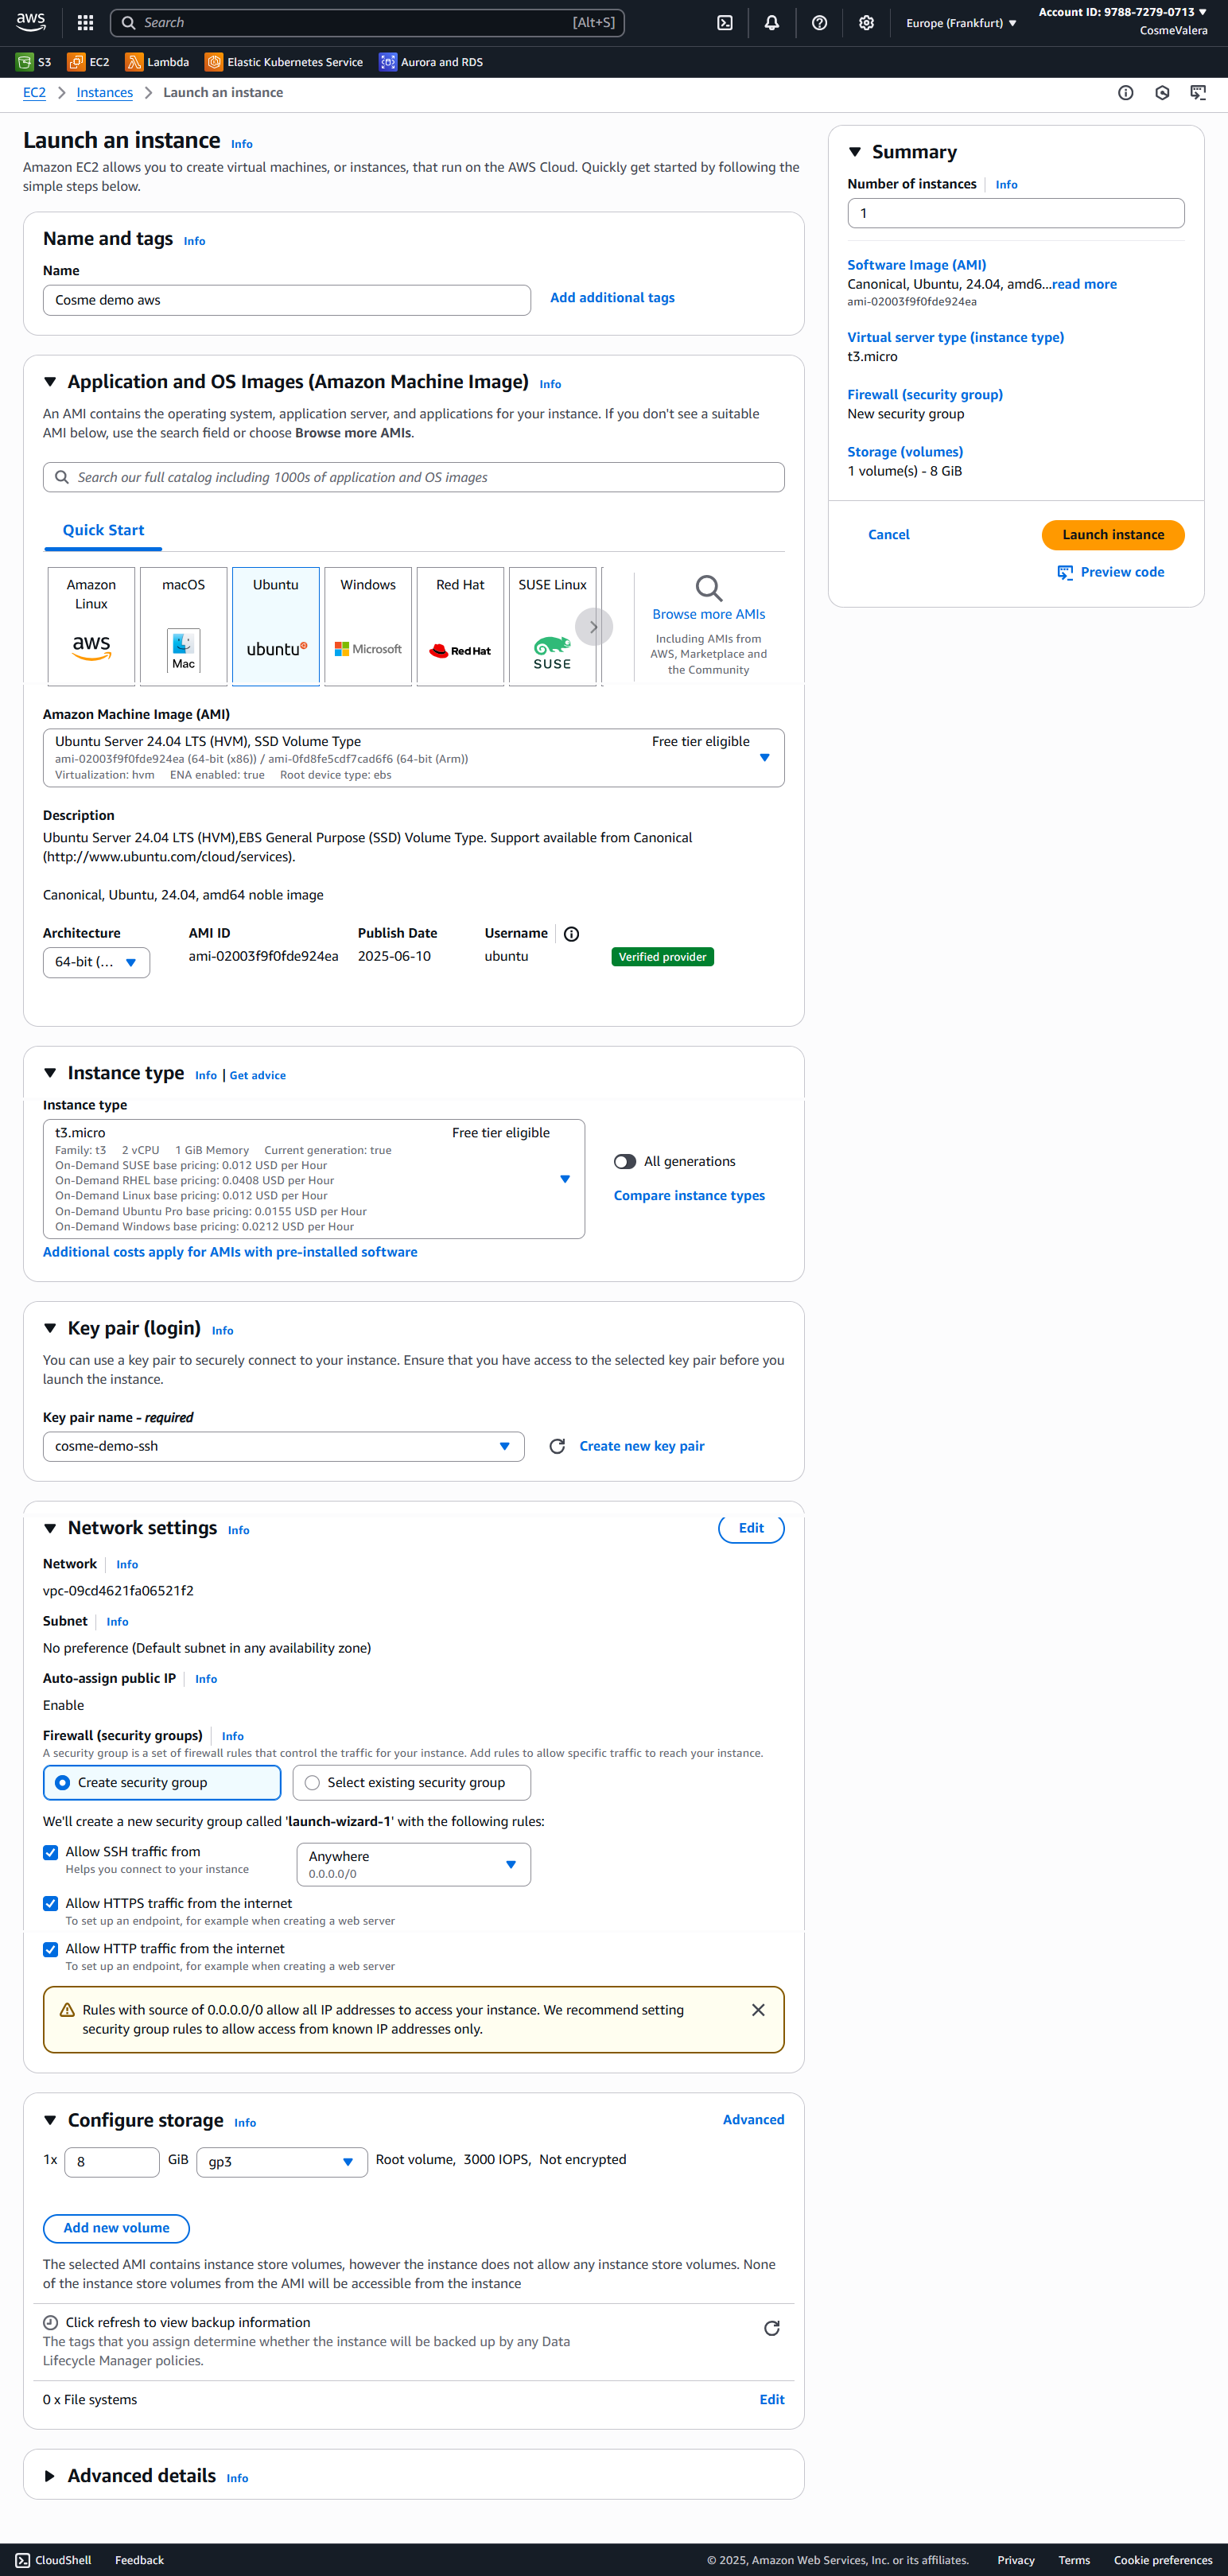 aws
Search [Alt+S]
Europe (Frankfurt)
Account ID: 9788-7279-0713
CosmeValera
S3 EC2 Lambda Elastic Kubernetes Service Aurora and RDS
EC2 Instances Launch an instance
Launch an instance Info
Amazon EC2 allows you to create virtual machines, or instances, that run on the AWS Cloud. Quickly get started by following the
simple steps below.
Name and tags Info
Name
Cosme demo aws
Add additional tags
Application and OS Images (Amazon Machine Image) Info
An AMI contains the operating system, application server, and applications for your instance. If you don't see a suitable
AMI below, use the search field or choose Browse more AMIs.
Search our full catalog including 1000s of application and OS images
Quick Start
Amazon
Linux
aws
macOS
Mac
Ubuntu
ubuntu
Windows
Microsoft
Red Hat
Red Hat
SUSE Linux
SUSE
Browse more AMIs
Including AMIs from
AWS, Marketplace and
the Community
Amazon Machine Image (AMI)
Ubuntu Server 24.04 LTS (HVM), SSD Volume Type Free tier eligible
ami-02003f9f0fde924ea (64-bit (x86)) / ami-0fd8fe5cdf7cad6f6 (64-bit (Arm))
Virtualization: hvm ENA enabled: true Root device type: ebs
Description
Ubuntu Server 24.04 LTS (HVM),EBS General Purpose (SSD) Volume Type. Support available from Canonical
(http://www.ubuntu.com/cloud/services).
Canonical, Ubuntu, 24.04, amd64 noble image
Architecture AMI ID Publish Date Username
64-bit (... ami-02003f9f0fde924ea 2025-06-10 ubuntu Verified provider
Instance type Info | Get advice
Instance type
t3.micro Free tier eligible
Family: t3 2 vCPU 1 GiB Memory Current generation: true
On-Demand SUSE base pricing: 0.012 USD per Hour
On-Demand RHEL base pricing: 0.0408 USD per Hour
On-Demand Linux base pricing: 0.012 USD per Hour
On-Demand Ubuntu Pro base pricing: 0.0155 USD per Hour
On-Demand Windows base pricing: 0.0212 USD per Hour
All generations
Compare instance types
Additional costs apply for AMIs with pre-installed software
Key pair (login) Info
You can use a key pair to securely connect to your instance. Ensure that you have access to the selected key pair before you
launch the instance.
Key pair name - required
cosme-demo-ssh
Create new key pair
Network settings Info
Edit
Network Info
vpc-09cd4621fa06521f2
Subnet Info
No preference (Default subnet in any availability zone)
Auto-assign public IP Info
Enable
Firewall (security groups) Info
A security group is a set of firewall rules that control the traffic for your instance. Add rules to allow specific traffic to reach your instance.
Create security group Select existing security group
We'll create a new security group called 'launch-wizard-1' with the following rules:
Allow SSH traffic from
Helps you connect to your instance
Anywhere
0.0.0.0/0
Allow HTTPS traffic from the internet
To set up an endpoint, for example when creating a web server
Allow HTTP traffic from the internet
To set up an endpoint, for example when creating a web server
Rules with source of 0.0.0.0/0 allow all IP addresses to access your instance. We recommend setting
security group rules to allow access from known IP addresses only.
Configure storage Info
Advanced
1x 8 GiB gp3 Root volume, 3000 IOPS, Not encrypted
Add new volume
The selected AMI contains instance store volumes, however the instance does not allow any instance store volumes. None
of the instance store volumes from the AMI will be accessible from the instance
Click refresh to view backup information
The tags that you assign determine whether the instance will be backed up by any Data
Lifecycle Manager policies.
0 x File systems Edit
Advanced details Info
Summary
Number of instances Info
1
Software Image (AMI)
Canonical, Ubuntu, 24.04, amd6...read more
ami-02003f9f0fde924ea
Virtual server type (instance type)
t3.micro
Firewall (security group)
New security group
Storage (volumes)
1 volume(s) - 8 GiB
Cancel Launch instance
Preview code
CloudShell Feedback © 2025, Amazon Web Services, Inc. or its affiliates. Privacy Terms Cookie preferences